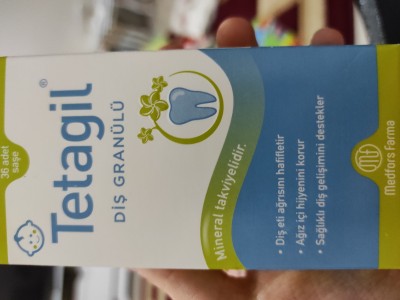 36 adet
saşe
Tetagil®
DİŞ GRANÜLÜ
Mineral takviyelidir.
• Diş eti ağrısını hafifletir
• Ağız içi hijyenini korur
• Sağlıklı diş gelişimini destekler
Medfors Farma